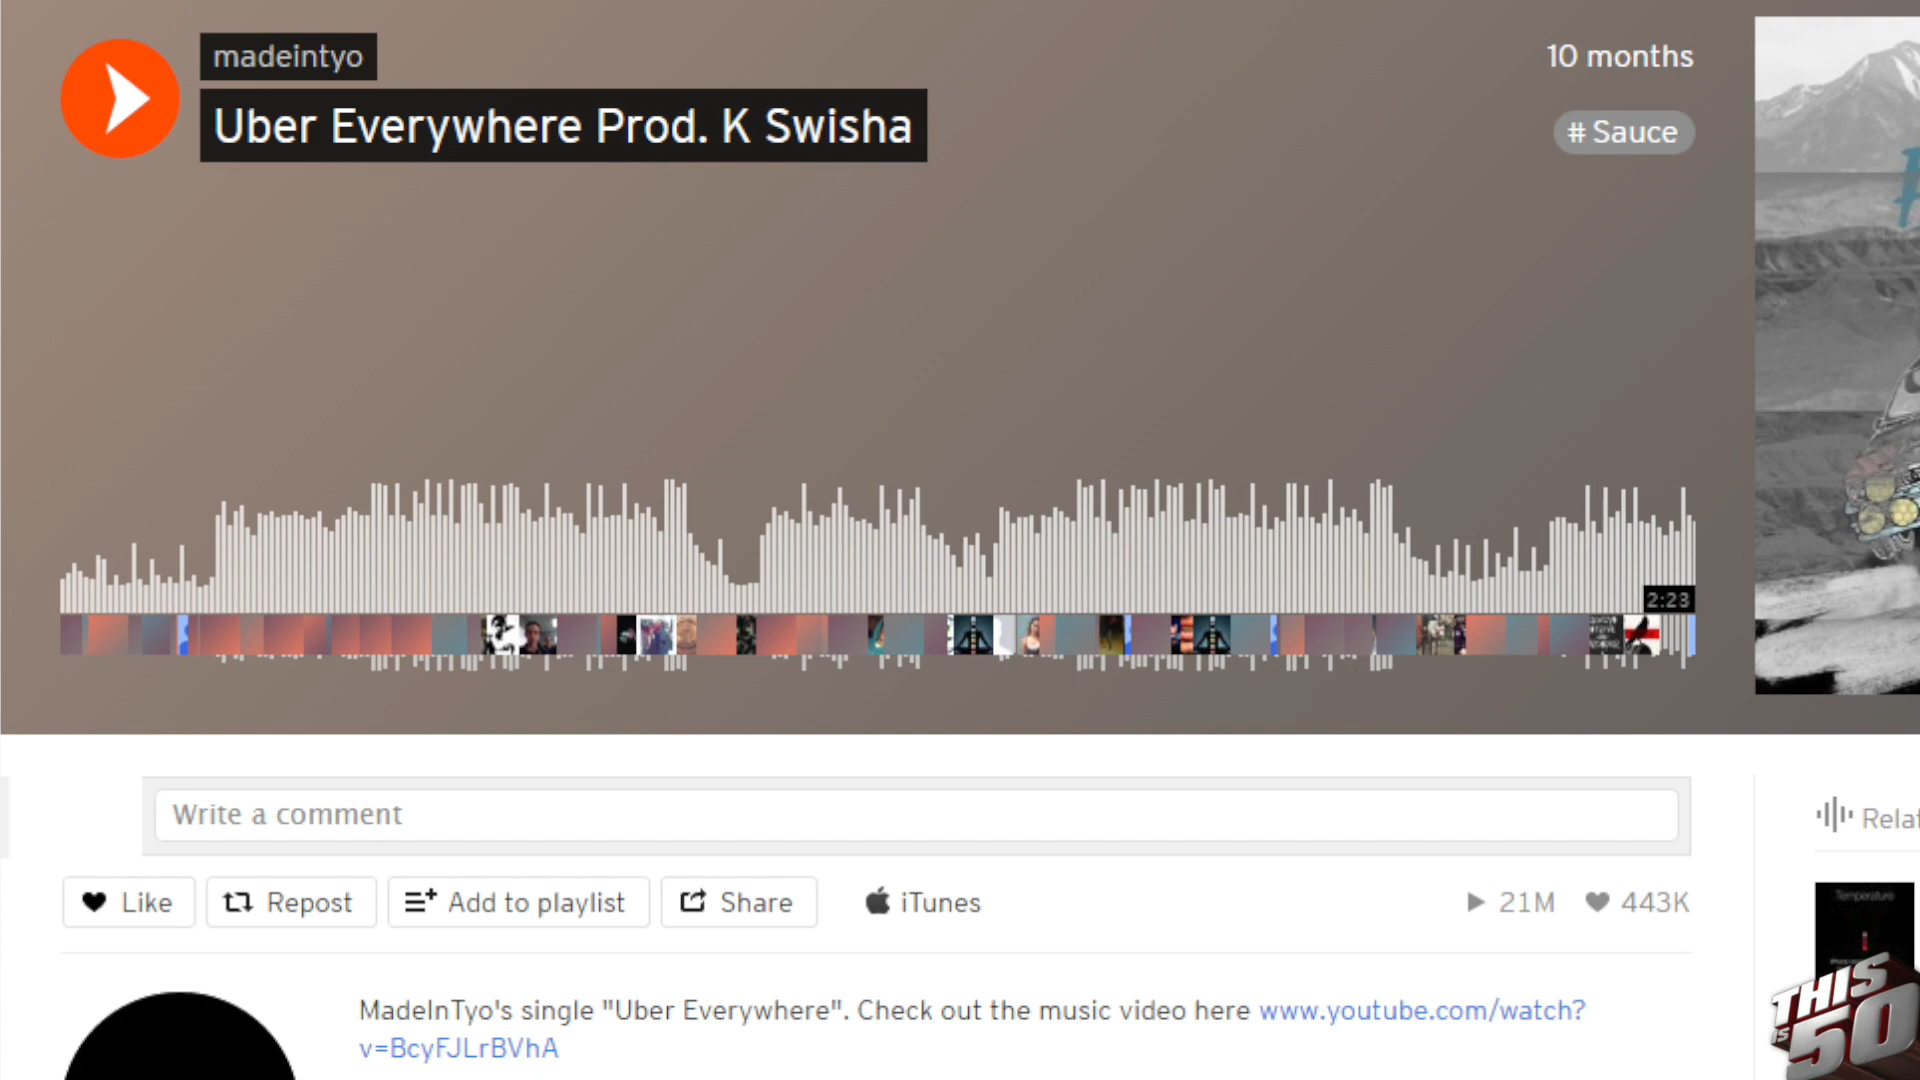 madeintyo
10 months
Uber Everywhere Prod. K Swisha
# Sauce
2:23
Write a comment
Like
Repost
Add to playlist
Share
iTunes
21M
443K
Temperature
MadeInTyo's single "Uber Everywhere". Check out the music video here www.youtube.com/watch?
v=BcyFJLrBVhA
THIS
IS
50